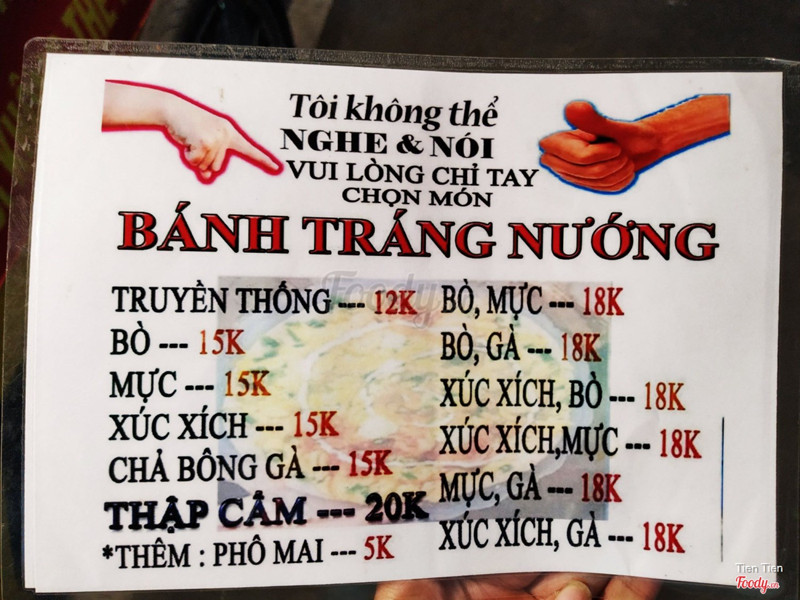 Tôi không thể
NGHE & NÓI
VUI LÒNG CHỈ TAY
CHỌN MÓN
BÁNH TRÁNG NƯỚNG
TRUYỀN THỐNG --- 12K
BÒ --- 15K
MỰC --- 15K
XÚC XÍCH --- 15K
CHẢ BÔNG GÀ --- 15K
THẬP CẨM --- 20K
*THÊM : PHÔ MAI --- 5K
BÒ, MỰC --- 18K
BÒ, GÀ --- 18K
XÚC XÍCH, BÒ --- 18K
XÚC XÍCH,MỰC --- 18K
MỰC, GÀ --- 18K
XÚC XÍCH, GÀ --- 18K
Foody
Tien Tien
Foody.vn